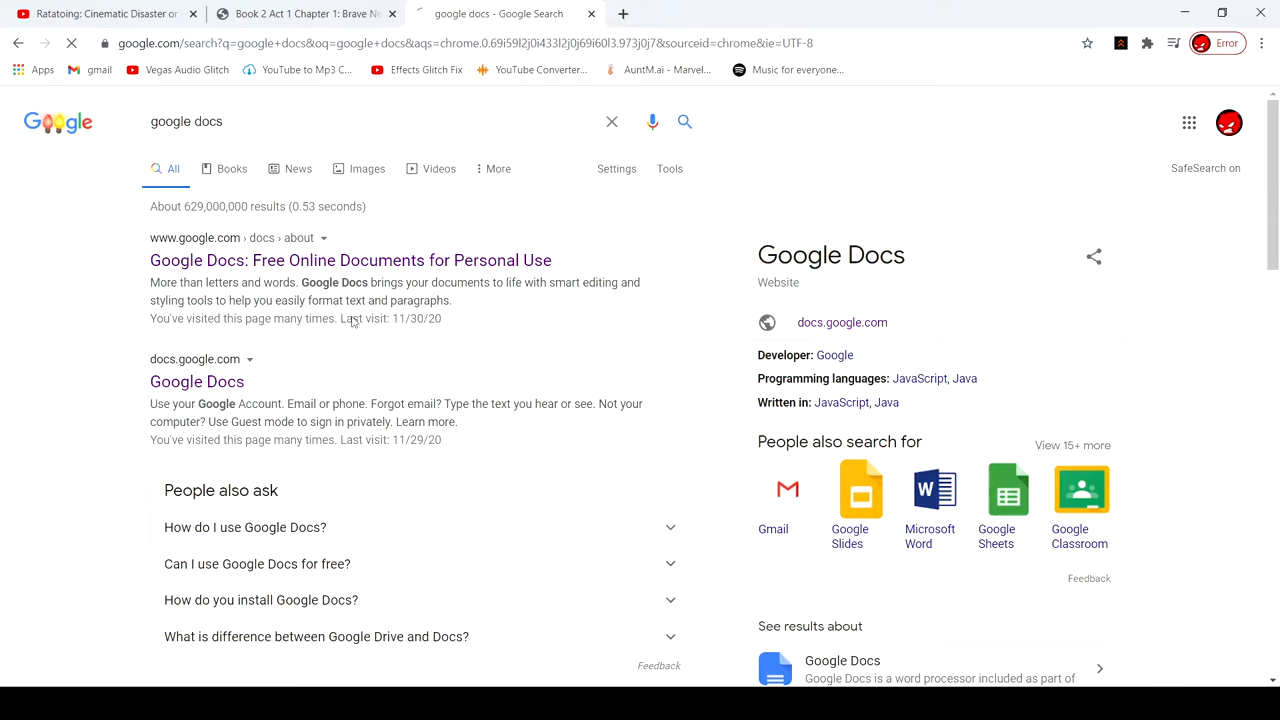 Ratatoing: Cinematic Disaster or
Book 2 Act 1 Chapter 1: Brave Ne
google docs - Google Search
google.com/search?q=google+docs&oq=google+docs&aqs=chrome.0.69i59l2j0i433l2j0j69i60l3.973j0j7&sourceid=chrome&ie=UTF-8
Error
Apps
gmail
Vegas Audio Glitch
YouTube to Mp3 C...
Effects Glitch Fix
YouTube Converter...
AuntM.ai - Marvel...
Music for everyone...
Google
google docs
All
Books
News
Images
Videos
More
Settings
Tools
SafeSearch on
About 629,000,000 results (0.53 seconds)
www.google.com › docs › about
Google Docs: Free Online Documents for Personal Use
More than letters and words. Google Docs brings your documents to life with smart editing and
styling tools to help you easily format text and paragraphs.
You've visited this page many times. Last visit: 11/30/20
docs.google.com
Google Docs
Use your Google Account. Email or phone. Forgot email? Type the text you hear or see. Not your
computer? Use Guest mode to sign in privately. Learn more.
You've visited this page many times. Last visit: 11/29/20
People also ask
How do I use Google Docs?
Can I use Google Docs for free?
How do you install Google Docs?
What is difference between Google Drive and Docs?
Feedback
Google Docs
Website
docs.google.com
Developer: Google
Programming languages: JavaScript, Java
Written in: JavaScript, Java
People also search for
View 15+ more
W
Gmail
Google
Slides
Microsoft
Word
Google
Sheets
Google
Classroom
Feedback
See results about
Google Docs
Google Docs is a word processor included as part of